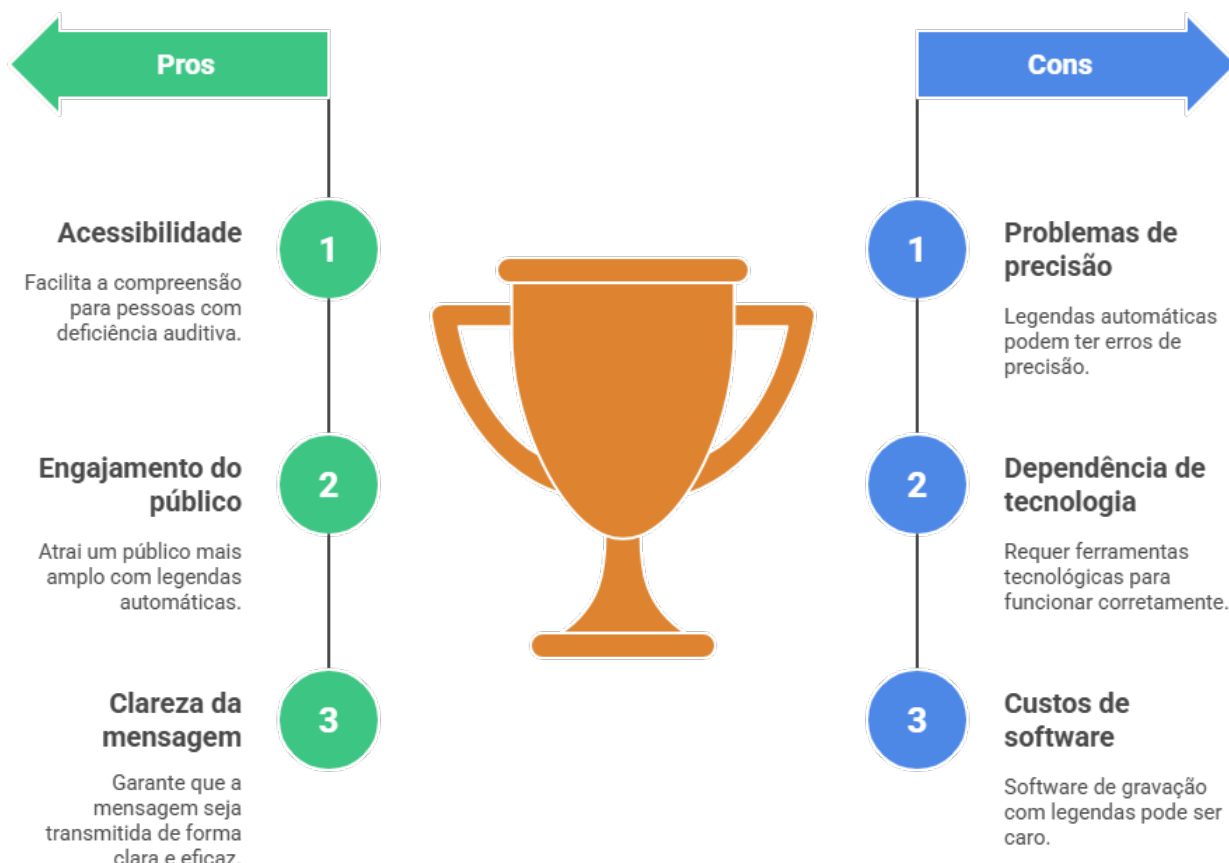 Pros
1
Acessibilidade
Facilita a compreensão
para pessoas com
deficiência auditiva.
2
Engajamento do
público
Atrai um público mais
amplo com legendas
automáticas.
3
Clareza da
mensagem
Garante que a
mensagem seja
transmitida de forma
clara e eficaz.
Cons
1
Problemas de
precisão
Legendas automáticas
podem ter erros de
precisão.
2
Dependência de
tecnologia
Requer ferramentas
tecnológicas para
funcionar corretamente.
3
Custos de
software
Software de gravação
com legendas pode ser
caro.